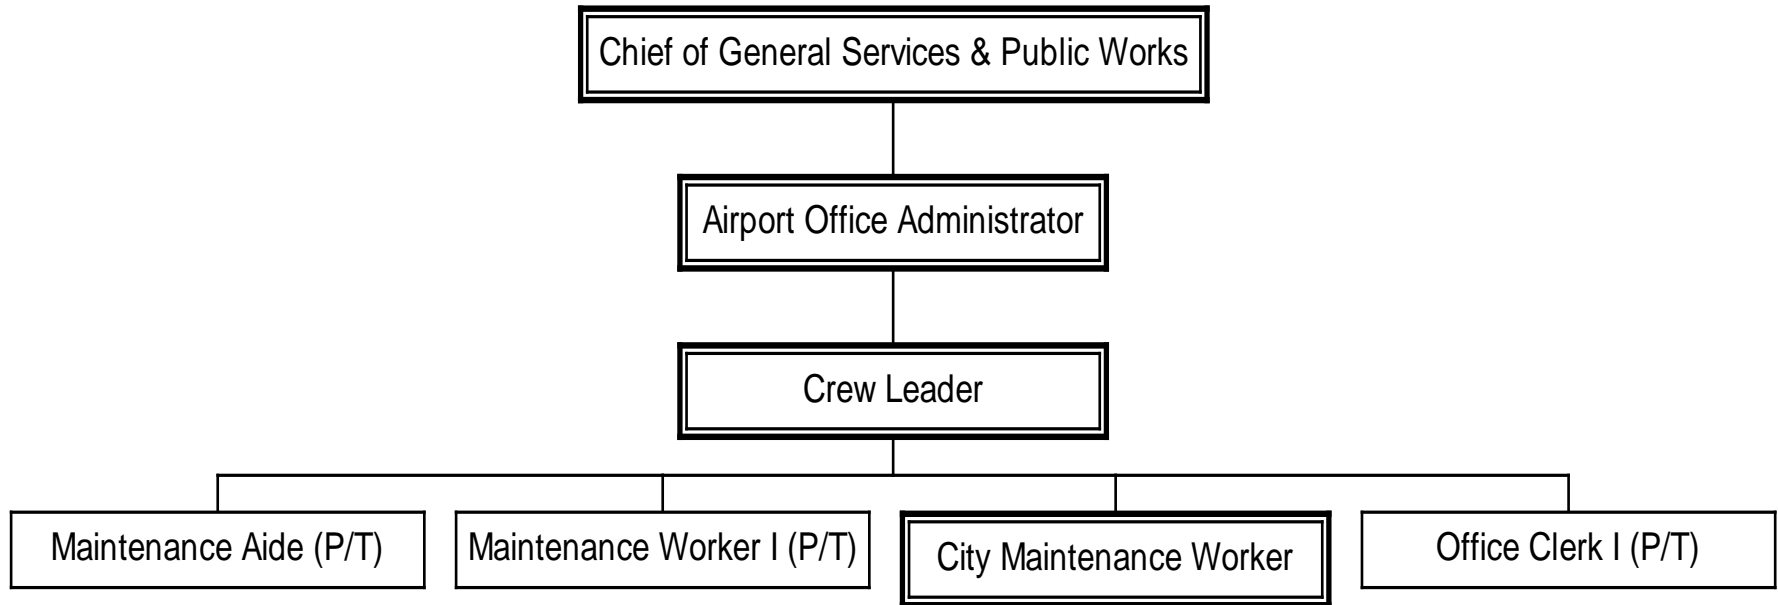 Chief of General Services & Public Works
Airport Office Administrator
Crew Leader
Maintenance Aide (P/T)
Maintenance Worker I (P/T)
City Maintenance Worker
Office Clerk I (P/T)